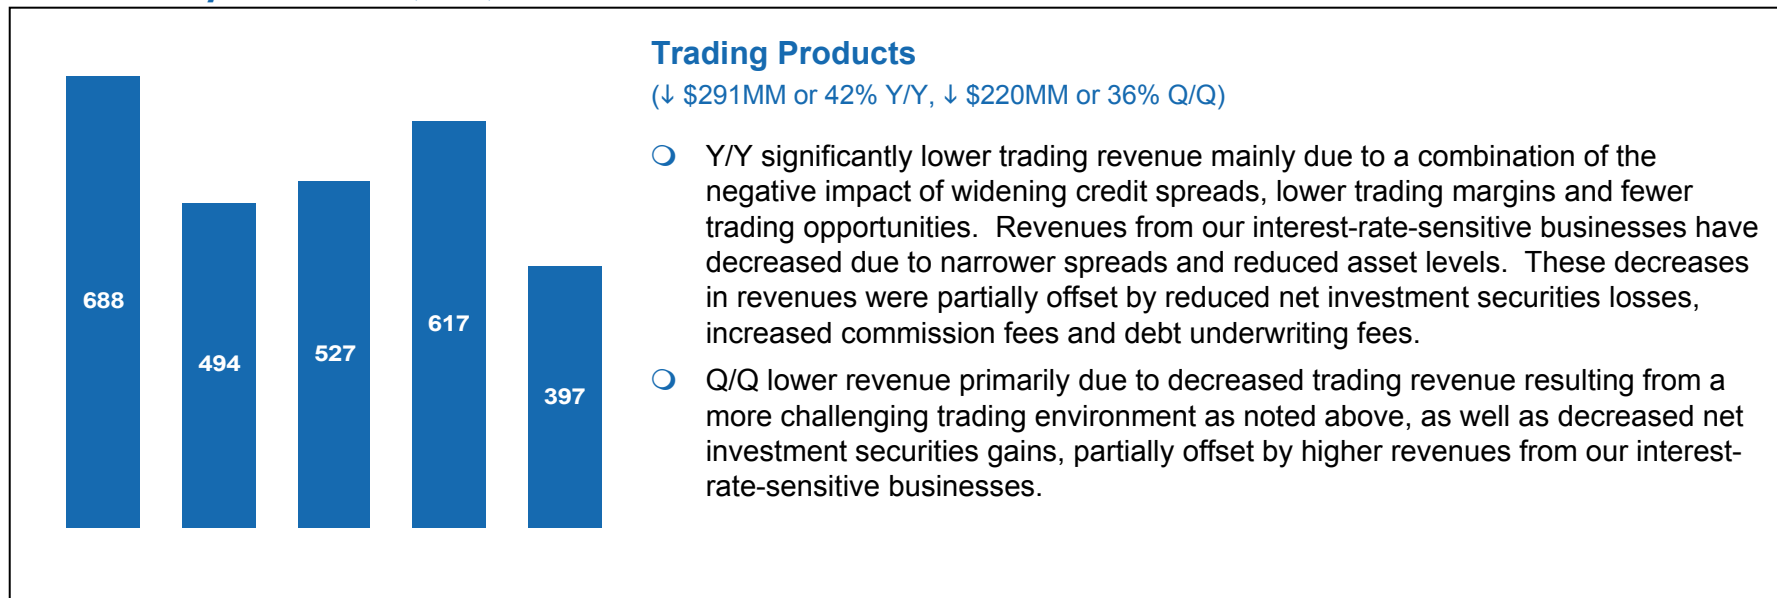 Trading Products
(↓ $291MM or 42% Y/Y, ↓ $220MM or 36% Q/Q)
Y/Y significantly lower trading revenue mainly due to a combination of the
negative impact of widening credit spreads, lower trading margins and fewer
trading opportunities.  Revenues from our interest-rate-sensitive businesses have
decreased due to narrower spreads and reduced asset levels.  These decreases
in revenues were partially offset by reduced net investment securities losses,
increased commission fees and debt underwriting fees.
Q/Q lower revenue primarily due to decreased trading revenue resulting from a
more challenging trading environment as noted above, as well as decreased net
investment securities gains, partially offset by higher revenues from our interest-
rate-sensitive businesses.
688
494
527
617
397